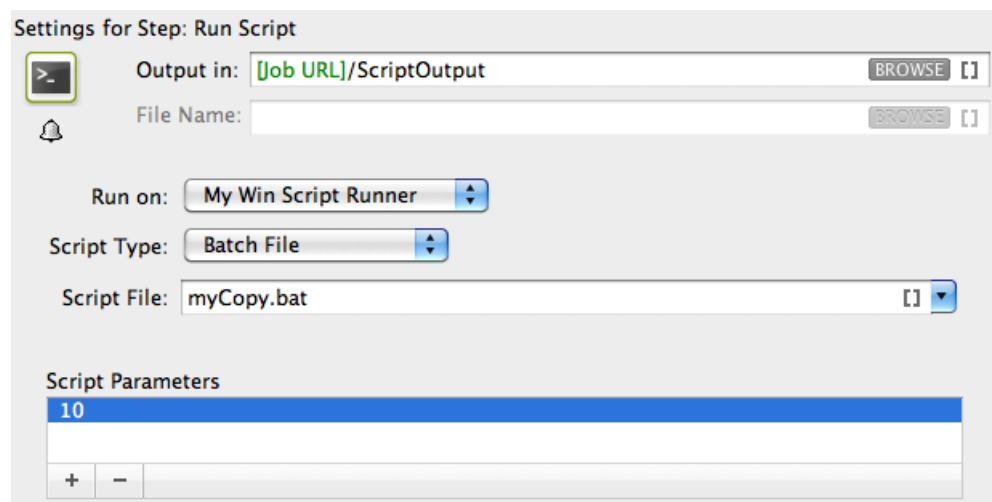 Settings for Step: Run Script
>_ Output in: [Job URL]/ScriptOutput BROWSE []
File Name: BROWSE []
Run on: My Win Script Runner
Script Type: Batch File
Script File: myCopy.bat []
Script Parameters
10
+ −